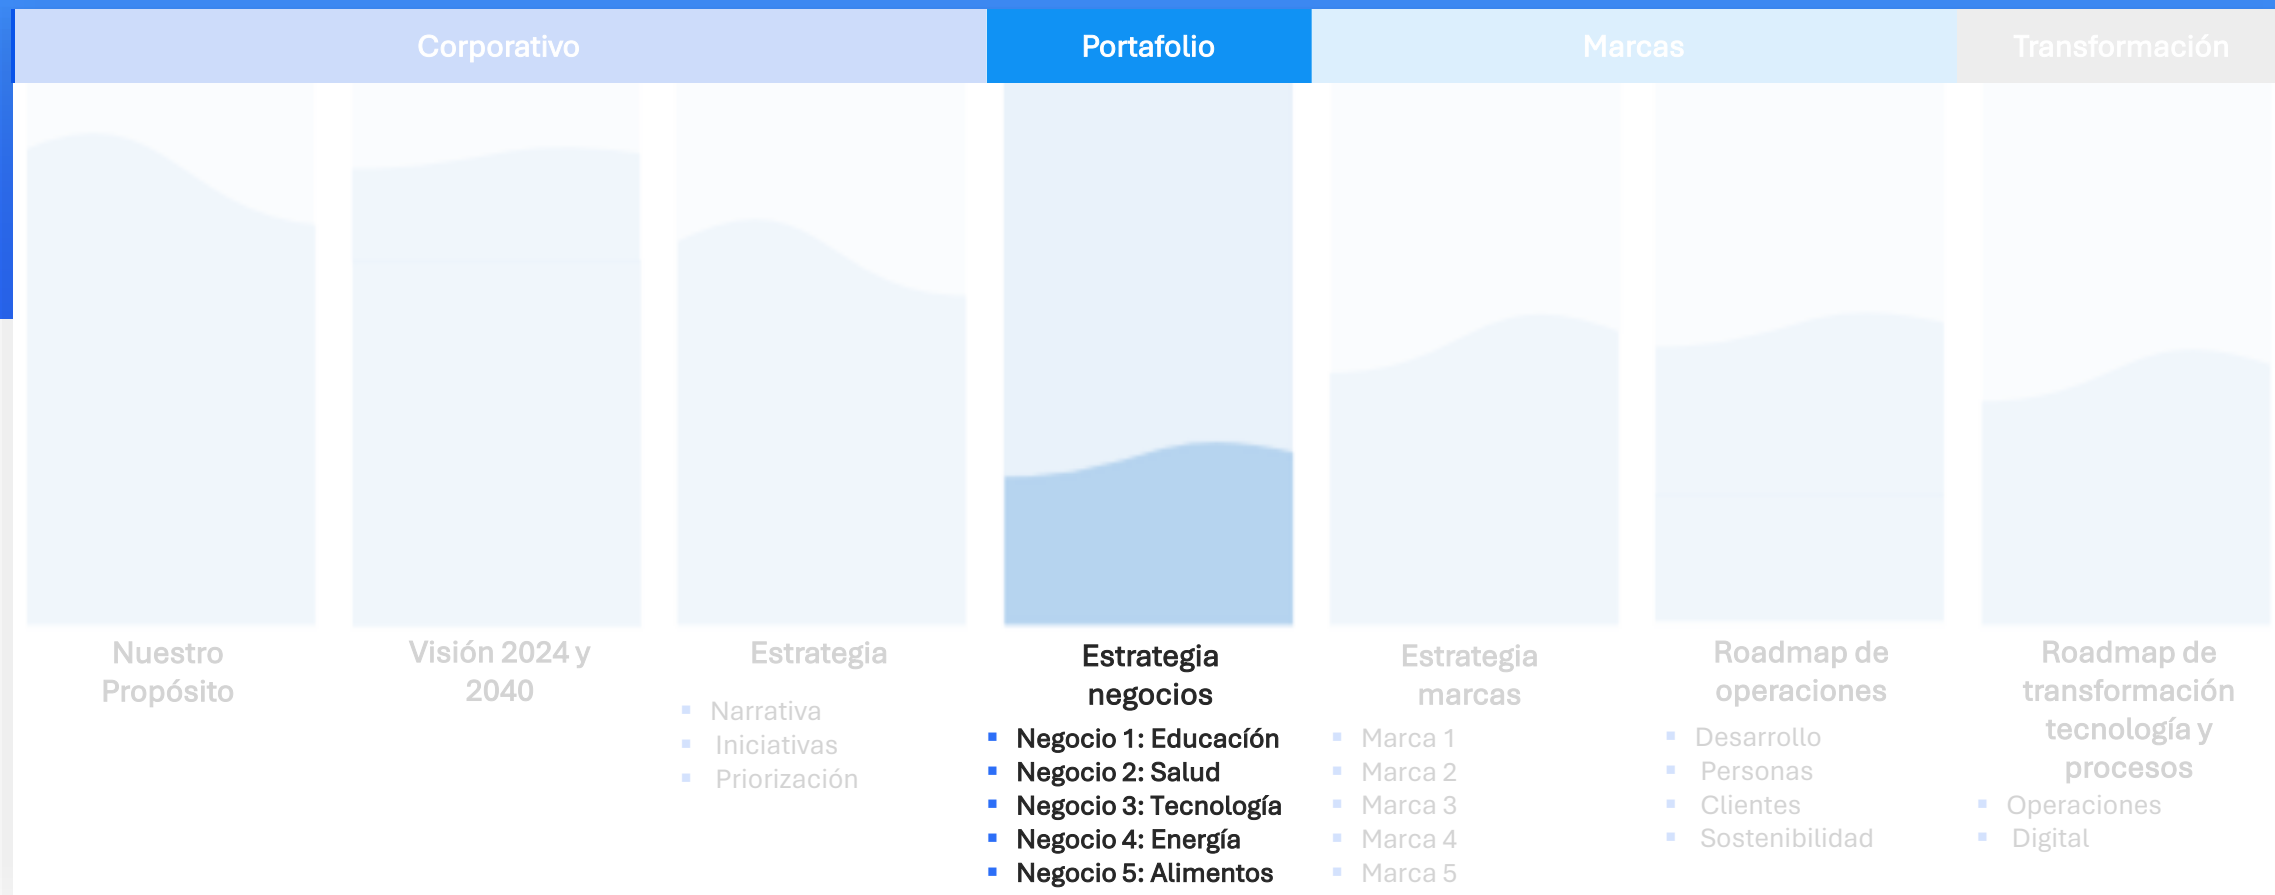 Corporativo
Portafolio
Marcas
Transformación
Nuestro
Propósito
Visión 2024 y
2040
Estrategia
▪ Narrativa
▪ Iniciativas
▪ Priorización
Estrategia
negocios
▪ Negocio 1: Educacíón
▪ Negocio 2: Salud
▪ Negocio 3: Tecnología
▪ Negocio 4: Energía
▪ Negocio 5: Alimentos
Estrategia
marcas
▪ Marca 1
▪ Marca 2
▪ Marca 3
▪ Marca 4
▪ Marca 5
Roadmap de
operaciones
▪ Desarrollo
▪ Personas
▪ Clientes
▪ Sostenibilidad
Roadmap de
transformación
tecnología y
procesos
▪ Operaciones
▪ Digital